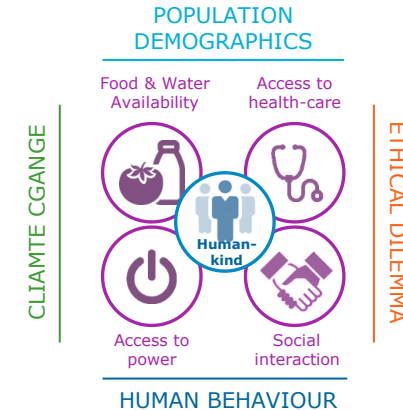 POPULATION
DEMOGRAPHICS
Food & Water
Availability
Access to
health-care
CLIAMTE CGANGE
ETHICAL DILEMMA
Human-
kind
Access to
power
Social
interaction
HUMAN BEHAVIOUR